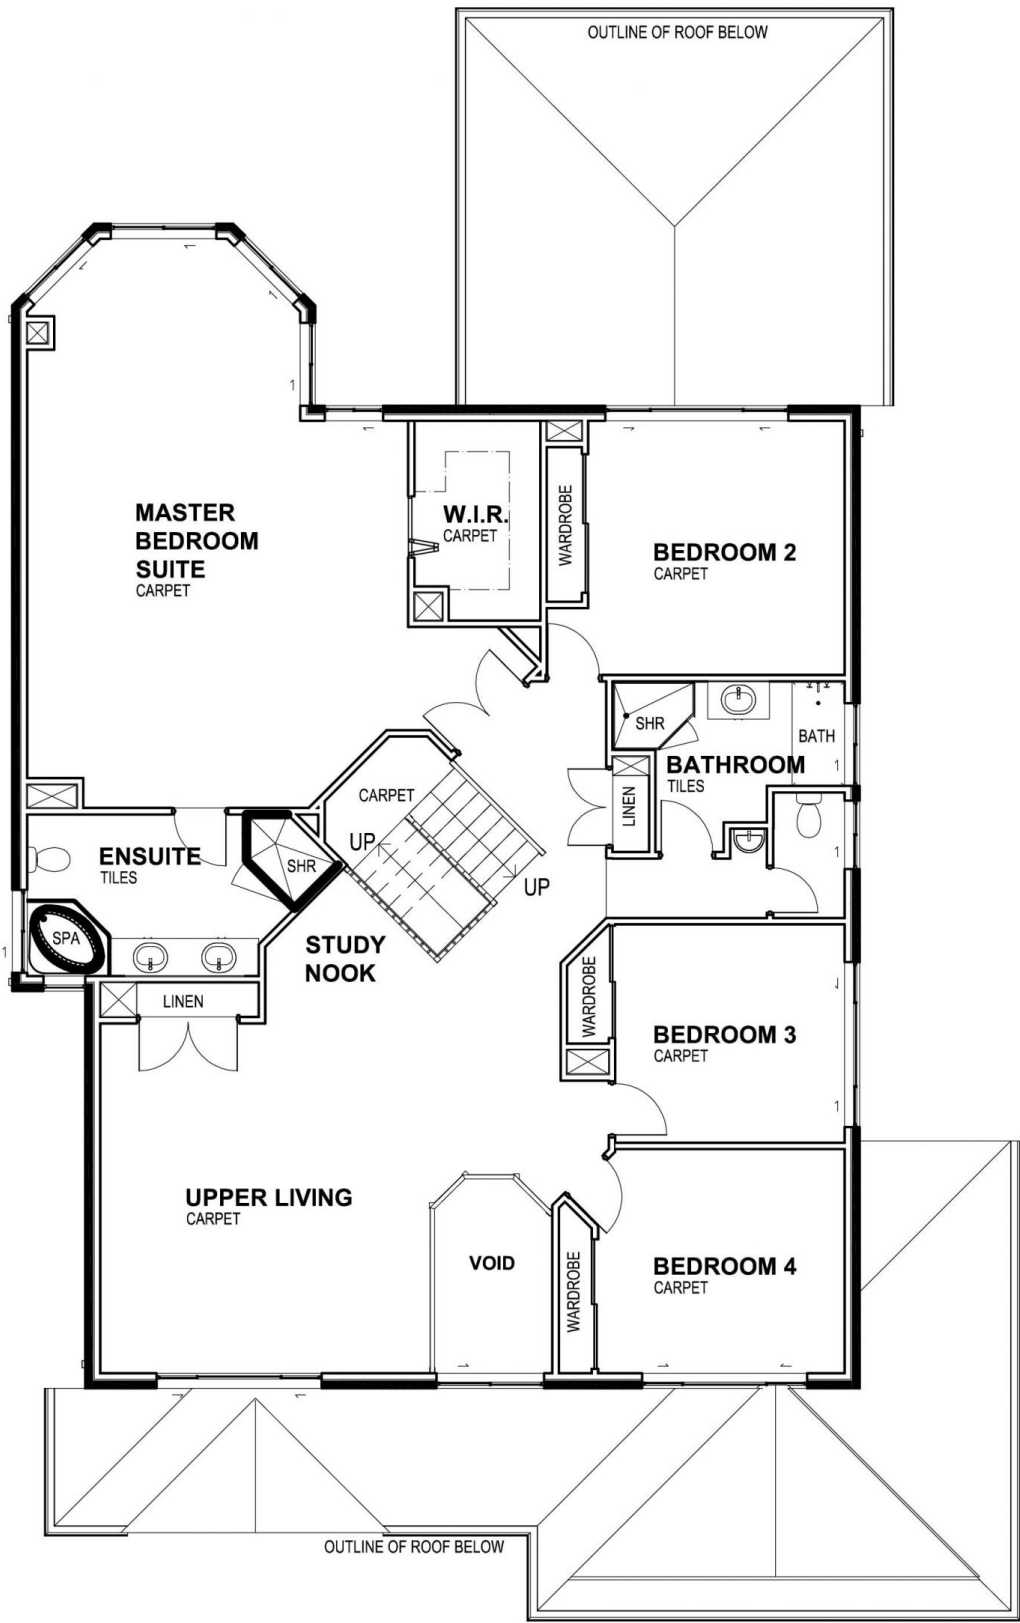 OUTLINE OF ROOF BELOW
MASTER
BEDROOM
SUITE
CARPET
W.I.R.
CARPET
WARDROBE
BEDROOM 2
CARPET
SHR
BATH
BATHROOM
TILES
LINEN
CARPET
UP
UP
ENSUITE
TILES
SHR
SPA
STUDY
NOOK
LINEN
WARDROBE
BEDROOM 3
CARPET
UPPER LIVING
CARPET
VOID
WARDROBE
BEDROOM 4
CARPET
OUTLINE OF ROOF BELOW